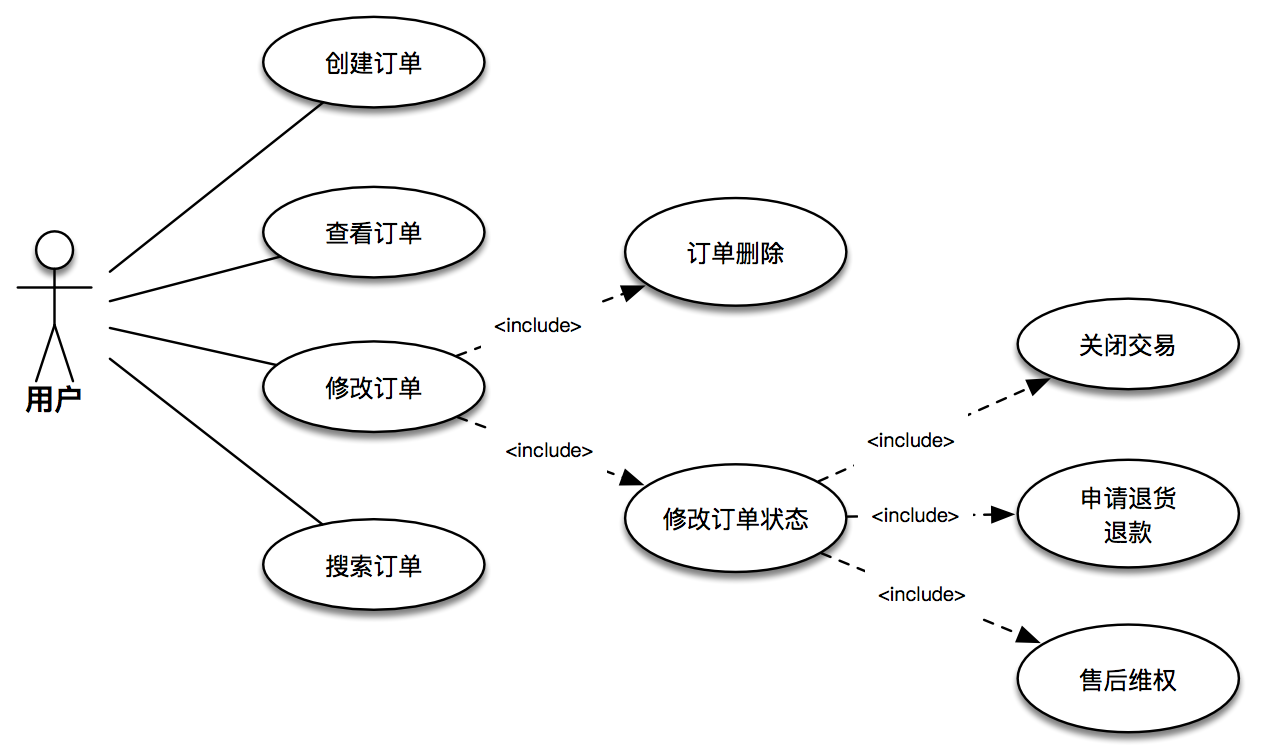 创建订单
查看订单
订单删除
<include>
关闭交易
修改订单
用户
<include>
<include>
申请退货
退款
修改订单状态
<include>
搜索订单
<include>
售后维权